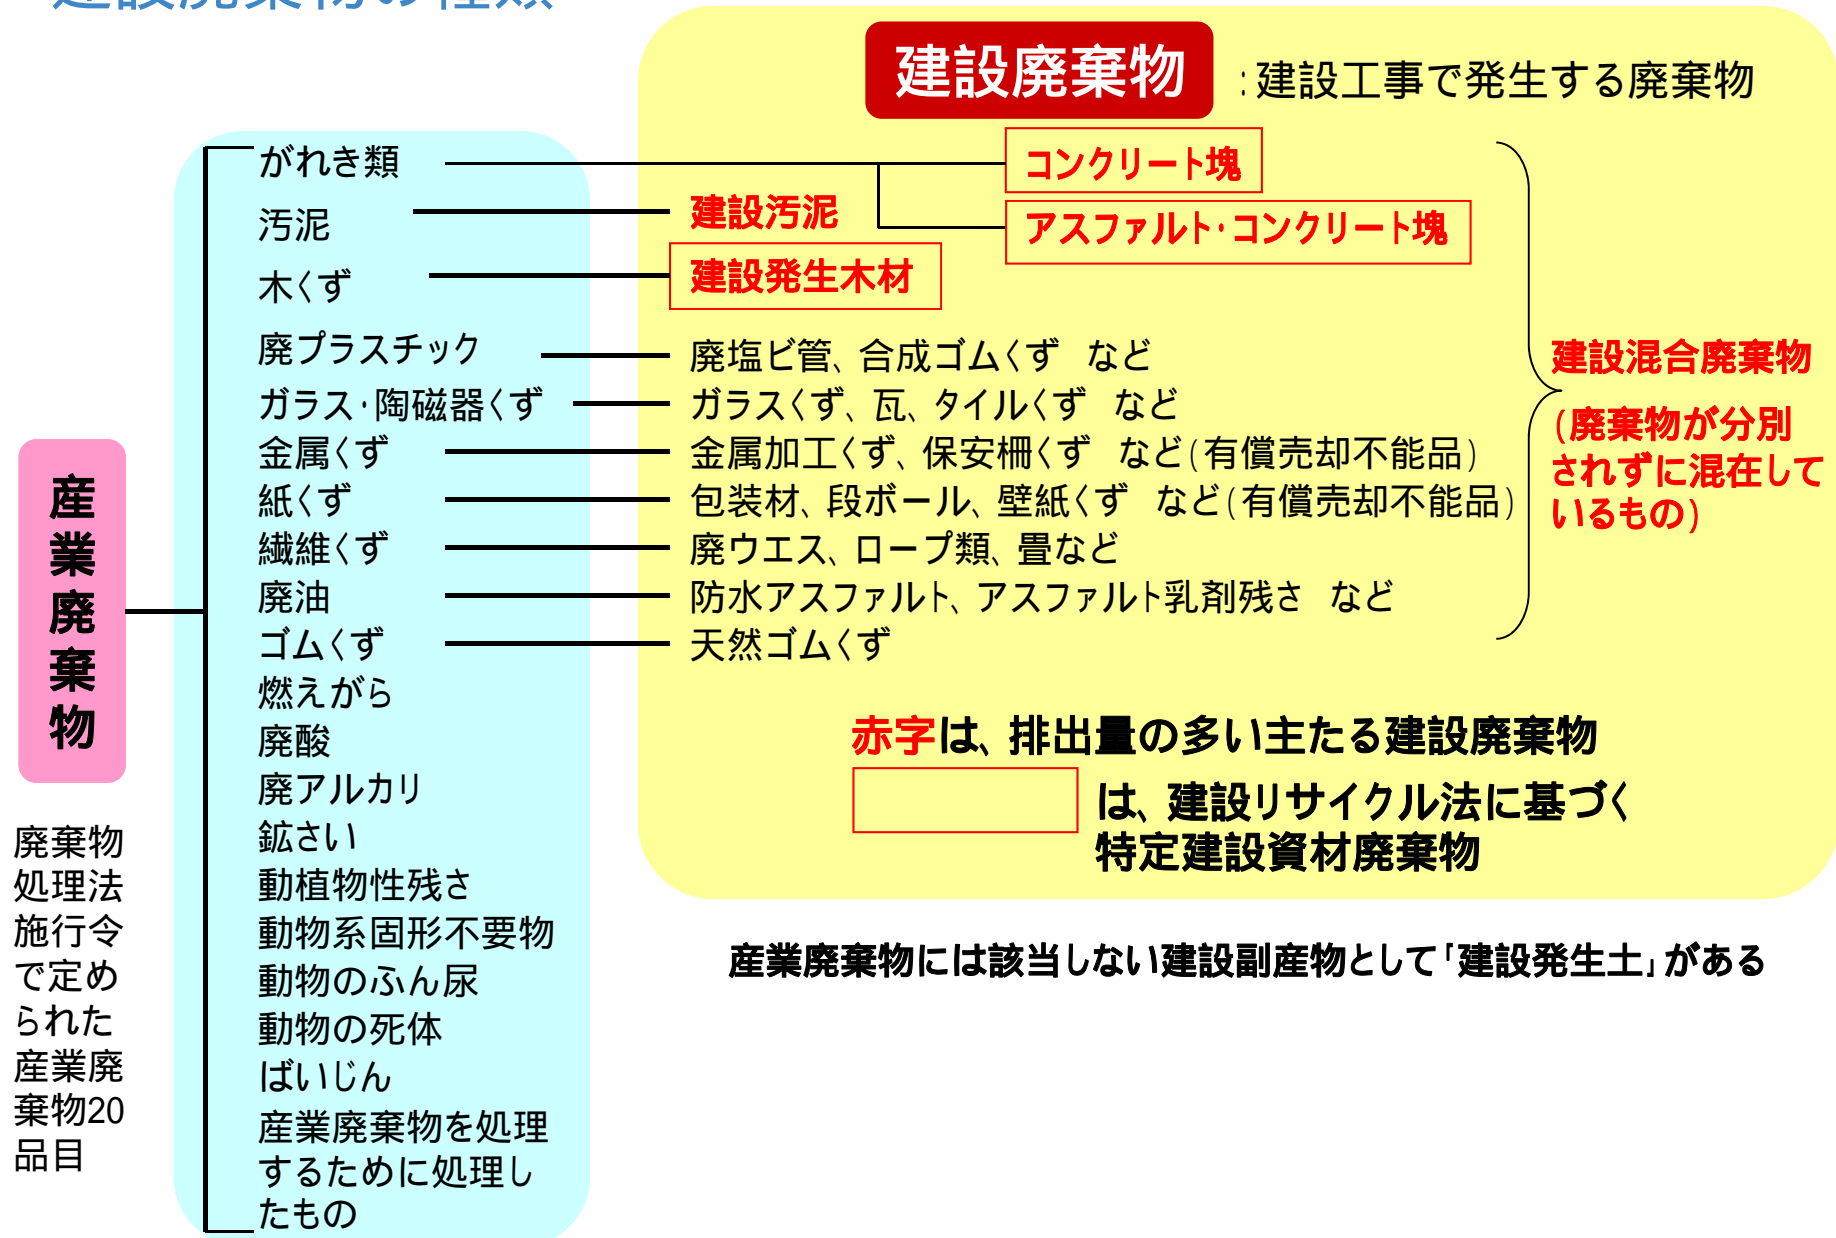 建設廃棄物の種類
建設廃棄物
:建設工事で発生する廃棄物
産業廃棄物
廃棄物
処理法
施行令
で定め
られた
産業廃
棄物20
品目
がれき類
汚泥
木くず
廃プラスチック
ガラス・陶磁器くず
金属くず
紙くず
繊維くず
廃油
ゴムくず
燃えがら
廃酸
廃アルカリ
鉱さい
動植物性残さ
動物系固形不要物
動物のふん尿
動物の死体
ばいじん
産業廃棄物を処理
するために処理し
たもの
コンクリート塊
アスファルト・コンクリート塊
建設汚泥
建設発生木材
廃塩ビ管、合成ゴムくず など
ガラスくず、瓦、タイルくず など
金属加工くず、保安柵くず など(有償売却不能品)
包装材、段ボール、壁紙くず など(有償売却不能品)
廃ウエス、ロープ類、畳など
防水アスファルト、アスファルト乳剤残さ など
天然ゴムくず
建設混合廃棄物
(廃棄物が分別
されずに混在して
いるもの)
赤字は、排出量の多い主たる建設廃棄物
は、建設リサイクル法に基づく
特定建設資材廃棄物
産業廃棄物には該当しない建設副産物として「建設発生土」がある